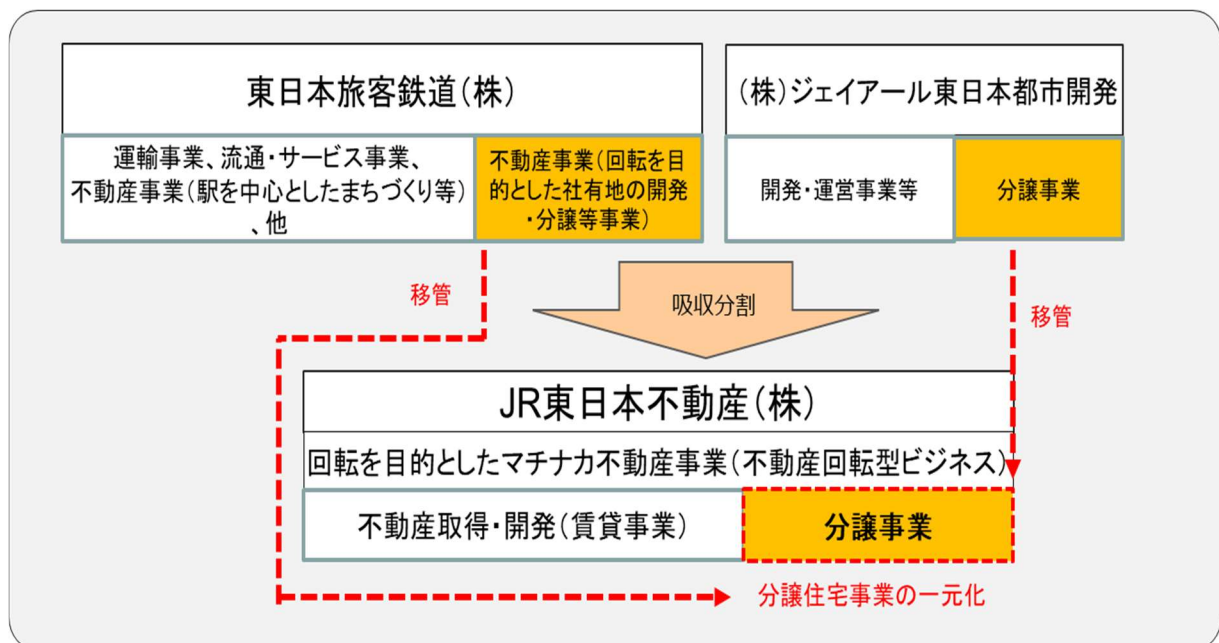 東日本旅客鉄道(株)
(株)ジェイアール東日本都市開発
運輸事業、流通・サービス事業、
不動産事業(駅を中心としたまちづくり等)
、他
不動産事業(回転を目
的とした社有地の開発
・分譲等事業)
開発・運営事業等
分譲事業
移管
吸収分割
移管
JR東日本不動産(株)
回転を目的としたマチナカ不動産事業(不動産回転型ビジネス)
不動産取得・開発(賃貸事業)
分譲事業
分譲住宅事業の一元化